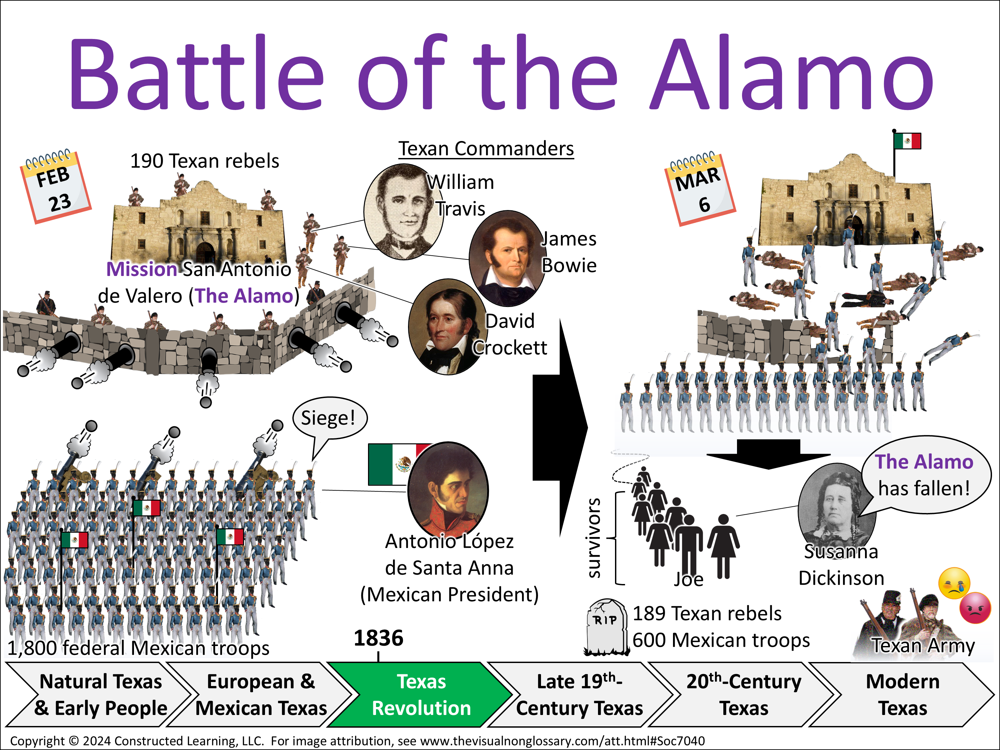 Battle of the Alamo
FEB
23
190 Texan rebels
Mission San Antonio
de Valero (The Alamo)
Texan Commanders
William
Travis
James
Bowie
David
Crockett
Siege!
Antonio López
de Santa Anna
(Mexican President)
1,800 federal Mexican troops
MAR
6
The Alamo
has fallen!
survivors
Joe
Susanna
Dickinson
RIP
189 Texan rebels
600 Mexican troops
Texan Army
1836
Natural Texas
& Early People
European &
Mexican Texas
Texas
Revolution
Late 19th-
Century Texas
20th-Century
Texas
Modern
Texas
Copyright © 2024 Constructed Learning, LLC.  For image attribution, see www.thevisualnonglossary.com/att.html#Soc7040